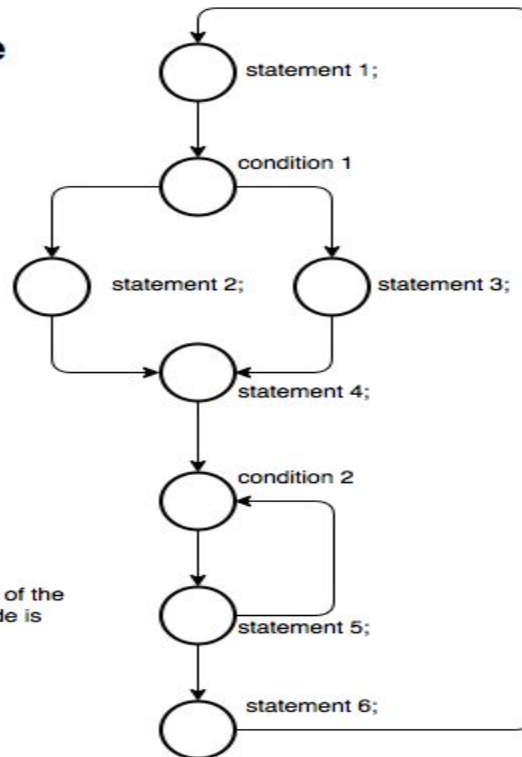 statement 1;
condition 1
statement 2;
statement 3;
statement 4;
condition 2
of the
statement 5;
is
statement 6;